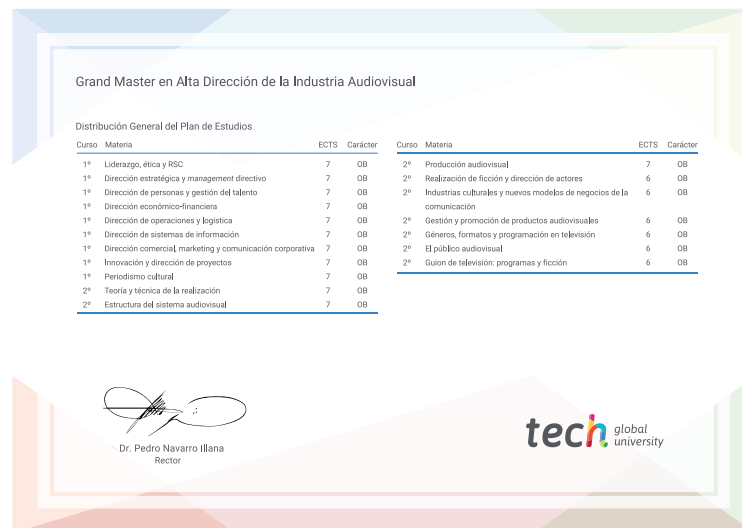 Grand Master en Alta Dirección de la Industria Audiovisual
Distribución General del Plan de Estudios
Curso Materia ECTS Carácter
1º Liderazgo, ética y RSC 7 OB
1º Dirección estratégica y management directivo 7 OB
1º Dirección de personas y gestión del talento 7 OB
1º Dirección económico-financiera 7 OB
1º Dirección de operaciones y logística 7 OB
1º Dirección de sistemas de información 7 OB
1º Dirección comercial, marketing y comunicación corporativa 7 OB
1º Innovación y dirección de proyectos 7 OB
1º Periodismo cultural 7 OB
2º Teoría y técnica de la realización 7 OB
2º Estructura del sistema audiovisual 7 OB
Curso Materia ECTS Carácter
2º Producción audiovisual 7 OB
2º Realización de ficción y dirección de actores 6 OB
2º Industrias culturales y nuevos modelos de negocios de la 6 OB
comunicación
2º Gestión y promoción de productos audiovisuales 6 OB
2º Géneros, formatos y programación en televisión 6 OB
2º El público audiovisual 6 OB
2º Guion de televisión: programas y ficción 6 OB
Dr. Pedro Navarro Illana
Rector
tech global
university